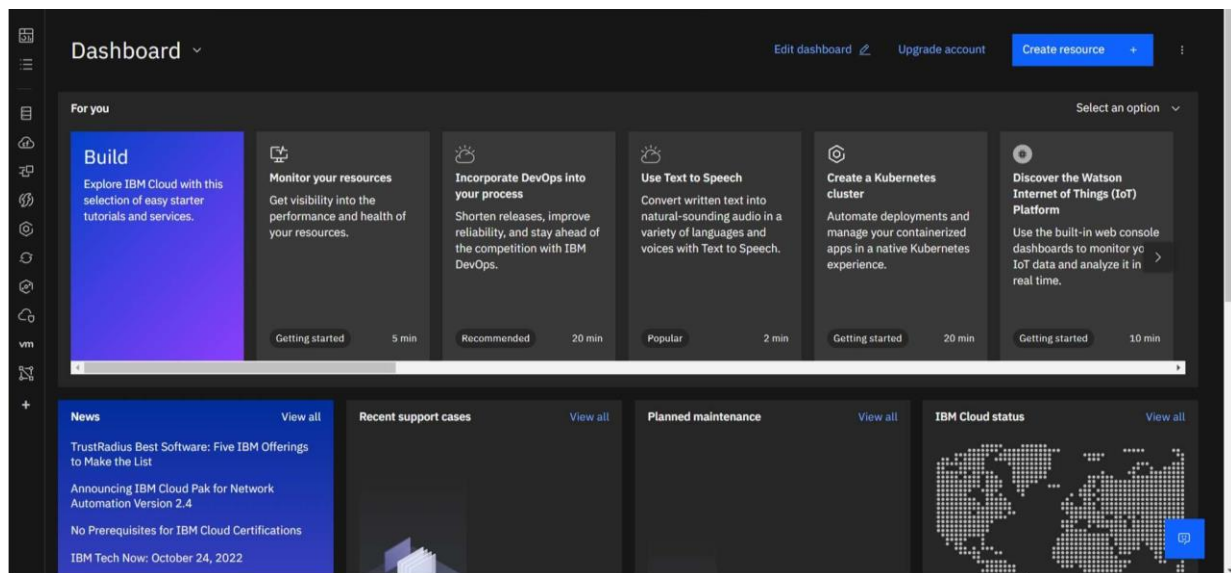 Dashboard
Edit dashboard
Upgrade account
Create resource +
For you
Select an option
Build
Explore IBM Cloud with this
selection of easy starter
tutorials and services.
Monitor your resources
Get visibility into the
performance and health of
your resources.
Getting started 5 min
Incorporate DevOps into
your process
Shorten releases, improve
reliability, and stay ahead of
the competition with IBM
DevOps.
Recommended 20 min
Use Text to Speech
Convert written text into
natural-sounding audio in a
variety of languages and
voices with Text to Speech.
Popular 2 min
Create a Kubernetes
cluster
Automate deployments and
manage your containerized
apps in a native Kubernetes
experience.
Getting started 20 min
Discover the Watson
Internet of Things (IoT)
Platform
Use the built-in web console
dashboards to monitor yo
IoT data and analyze it in
real time.
Getting started 10 min
vm
+
News View all
TrustRadius Best Software: Five IBM Offerings
to Make the List
Announcing IBM Cloud Pak for Network
Automation Version 2.4
No Prerequisites for IBM Cloud Certifications
IBM Tech Now: October 24, 2022
Recent support cases View all
Planned maintenance View all
IBM Cloud status View all